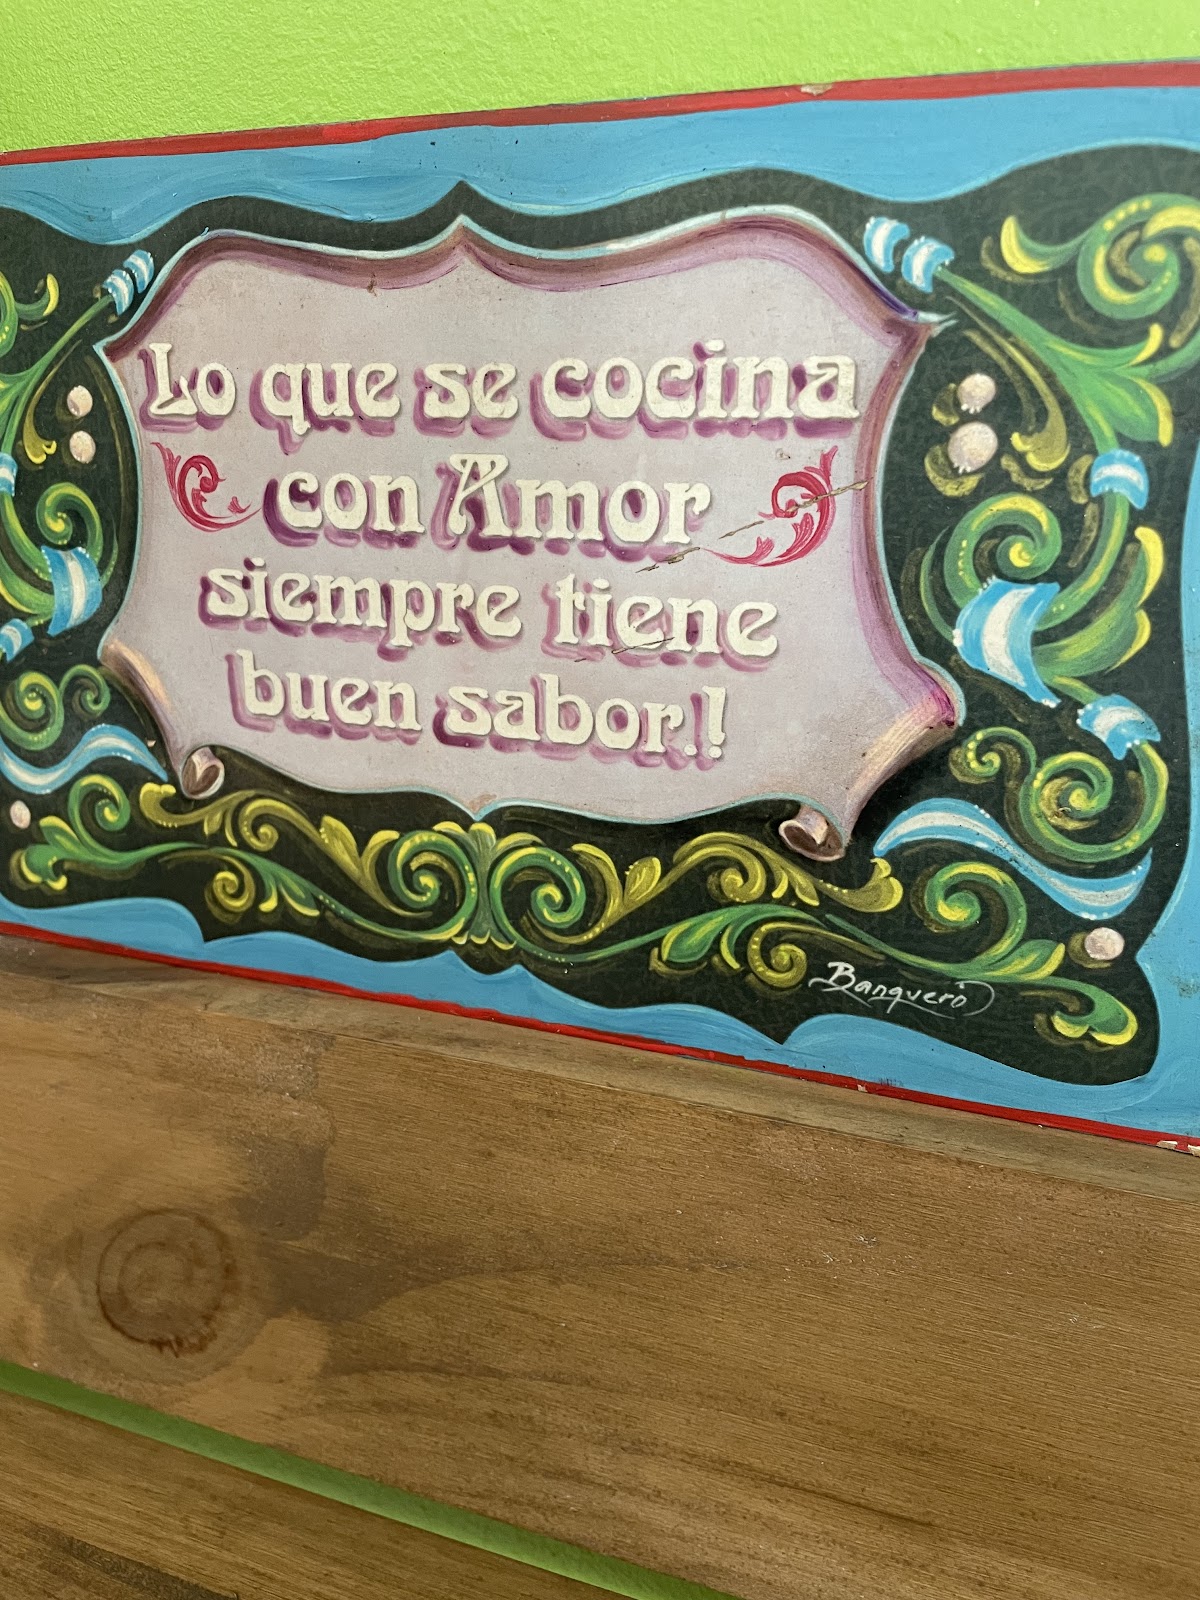 Lo que se cocina
con Amor
siempre tiene
buen sabor.!
Banquero